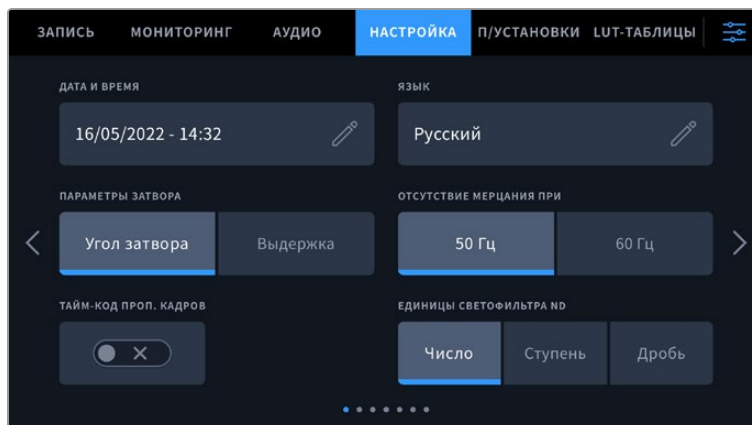 ЗАПИСЬ МОНИТОРИНГ АУДИО НАСТРОЙКА П/УСТАНОВКИ LUT-ТАБЛИЦЫ
ДАТА И ВРЕМЯ ЯЗЫК
16/05/2022 - 14:32 Русский
ПАРАМЕТРЫ ЗАТВОРА ОТСУТСТВИЕ МЕРЦАНИЯ ПРИ
Угол затвора Выдержка 50 Гц 60 Гц
ТАЙМ-КОД ПРОП. КАДРОВ ЕДИНИЦЫ СВЕТОФИЛЬТРА ND
Число Ступень Дробь